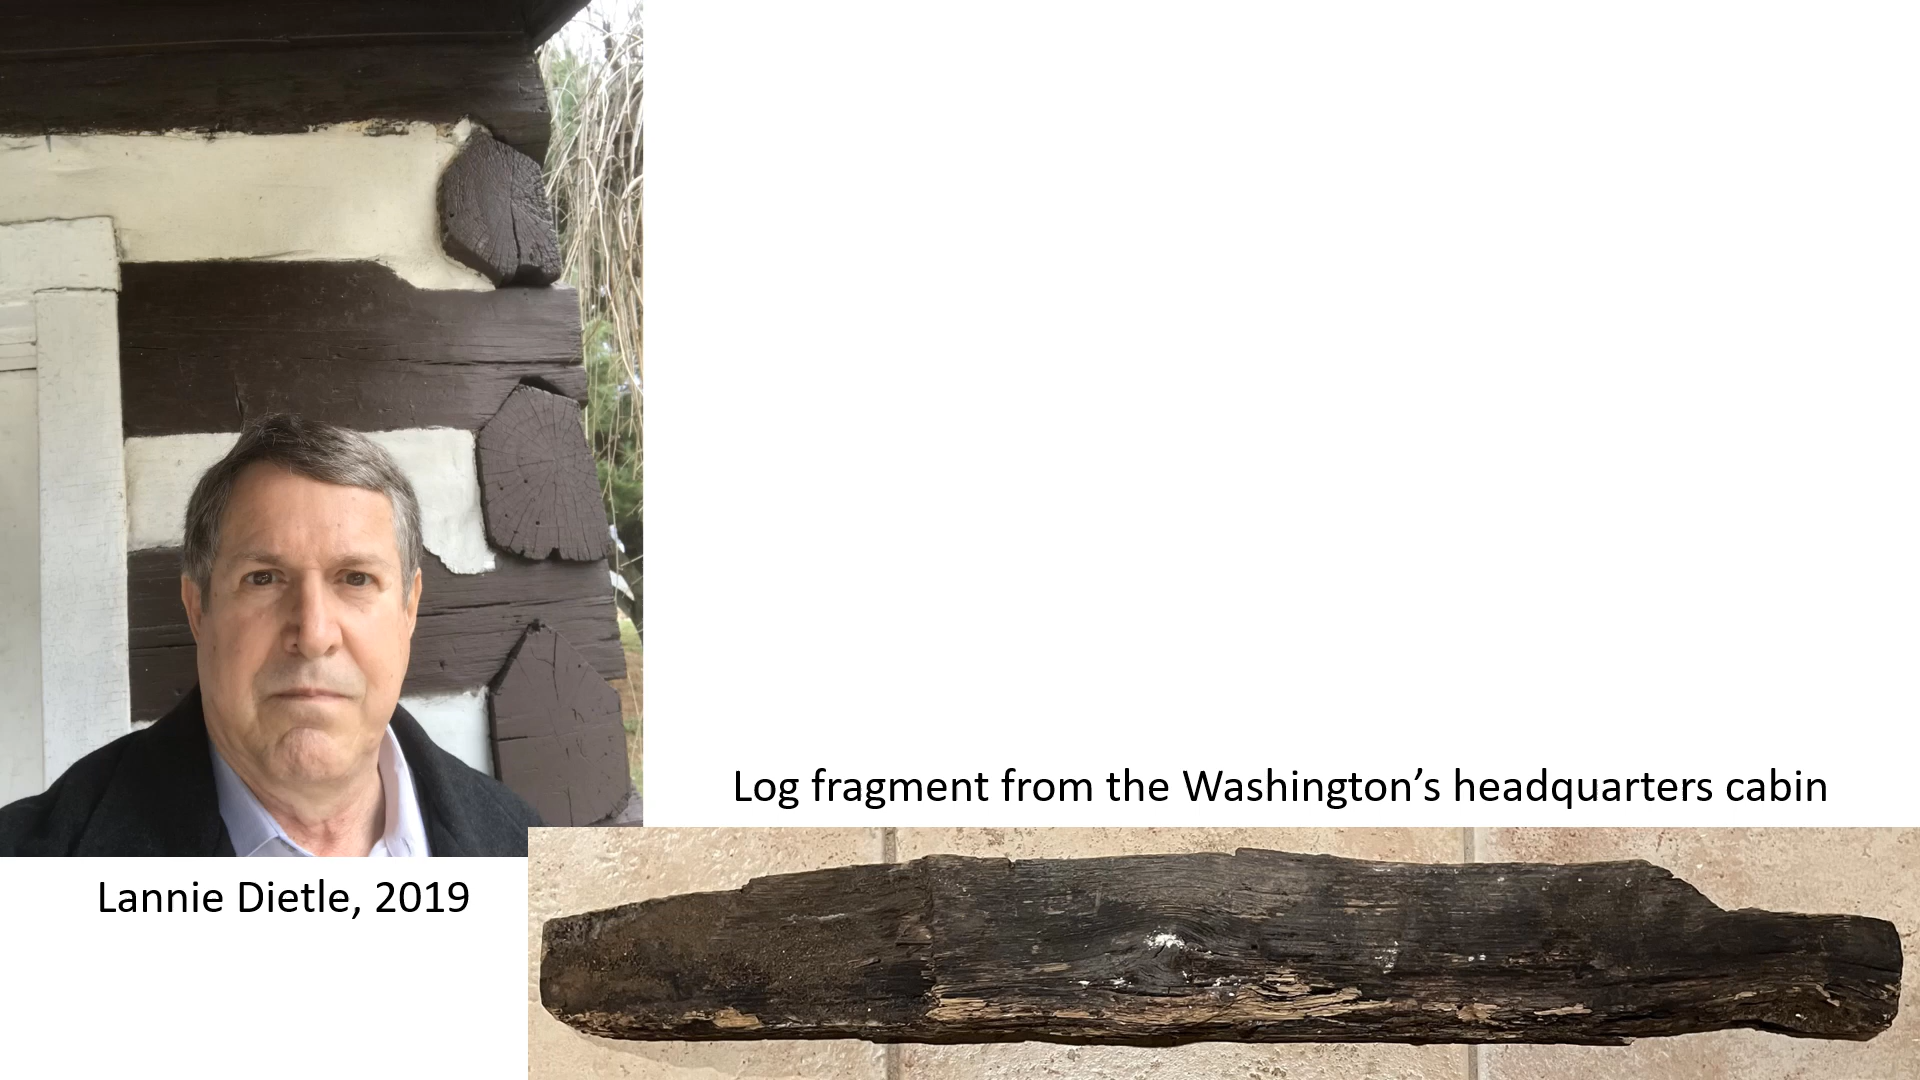 Log fragment from the Washington’s headquarters cabin
Lannie Dietle, 2019